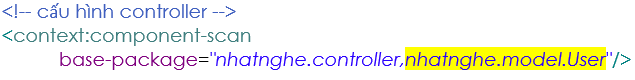 <!-- cấu hình controller -->
<context:component-scan
base-package="nhatnghe.controller,nhatnghe.model.User"/>